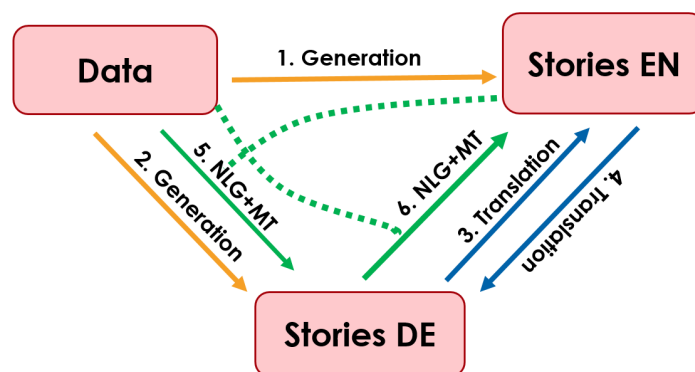 1. Generation
Data
Stories EN
2. Generation
5. NLG+MT
6. NLG+MT
3. Translation
4. Translation
Stories DE